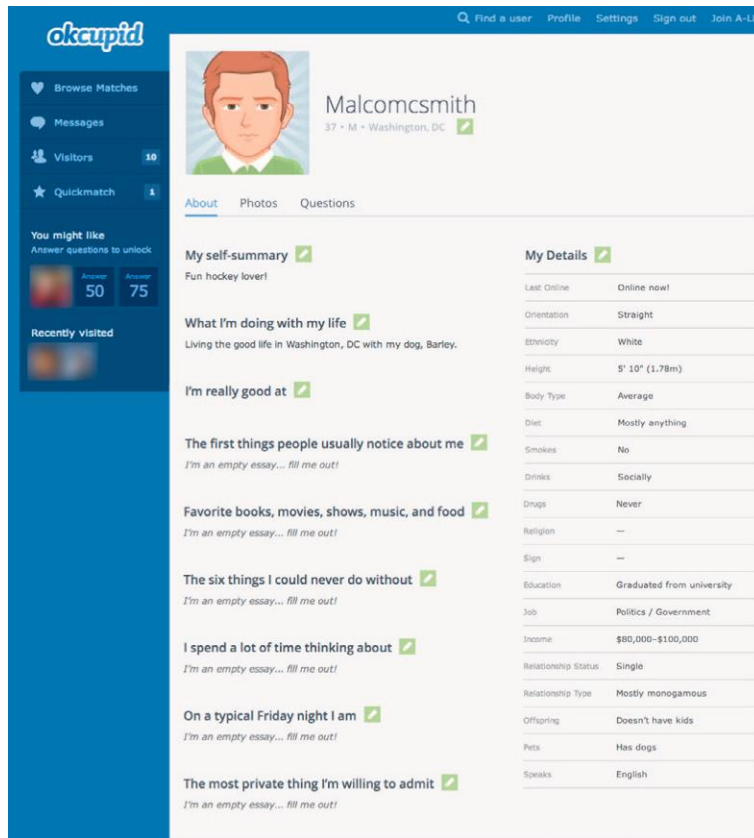 okcupid
Find a user Profile Settings Sign out Join A-Li
Browse Matches
Messages
Visitors 10
Quickmatch 1
You might like
Answer questions to unlock
Answer 50
Answer 75
Recently visited
Malcomcsmith
37 • M • Washington, DC
About Photos Questions
My self-summary
Fun hockey lover!
What I'm doing with my life
Living the good life in Washington, DC with my dog, Barley.
I'm really good at
The first things people usually notice about me
I'm an empty essay... fill me out!
Favorite books, movies, shows, music, and food
I'm an empty essay... fill me out!
The six things I could never do without
I'm an empty essay... fill me out!
I spend a lot of time thinking about
I'm an empty essay... fill me out!
On a typical Friday night I am
I'm an empty essay... fill me out!
The most private thing I'm willing to admit
I'm an empty essay... fill me out!
My Details
Last Online Online now!
Orientation Straight
Ethnicity White
Height 5' 10" (1.78m)
Body Type Average
Diet Mostly anything
Smokes No
Drinks Socially
Drugs Never
Religion —
Sign —
Education Graduated from university
Job Politics / Government
Income $80,000–$100,000
Relationship Status Single
Relationship Type Mostly monogamous
Offspring Doesn't have kids
Pets Has dogs
Speaks English